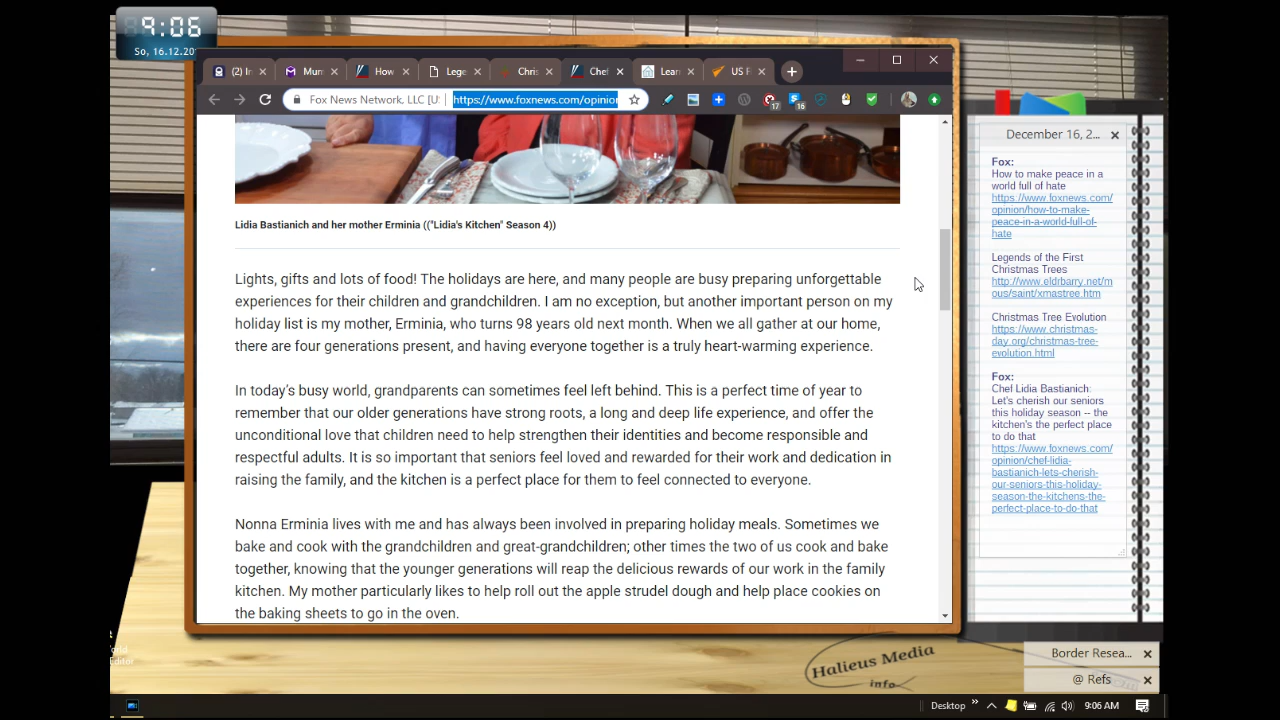 9:06
So, 16.12.20
(2) I
Mun
How
Lege
Chris
Chef
Learn
US F
Fox News Network, LLC [U
https://www.foxnews.com/opinion
17
16
Lidia Bastianich and her mother Erminia (("Lidia's Kitchen" Season 4))
Lights, gifts and lots of food! The holidays are here, and many people are busy preparing unforgettable
experiences for their children and grandchildren. I am no exception, but another important person on my
holiday list is my mother, Erminia, who turns 98 years old next month. When we all gather at our home,
there are four generations present, and having everyone together is a truly heart-warming experience.
In today's busy world, grandparents can sometimes feel left behind. This is a perfect time of year to
remember that our older generations have strong roots, a long and deep life experience, and offer the
unconditional love that children need to help strengthen their identities and become responsible and
respectful adults. It is so important that seniors feel loved and rewarded for their work and dedication in
raising the family, and the kitchen is a perfect place for them to feel connected to everyone.
Nonna Erminia lives with me and has always been involved in preparing holiday meals. Sometimes we
bake and cook with the grandchildren and great-grandchildren; other times the two of us cook and bake
together, knowing that the younger generations will reap the delicious rewards of our work in the family
kitchen. My mother particularly likes to help roll out the apple strudel dough and help place cookies on
the baking sheets to go in the oven.
December 16, 2...
Fox:
How to make peace in a
world full of hate
https://www.foxnews.com/
opinion/how-to-make-
peace-in-a-world-full-of-
hate
Legends of the First
Christmas Trees
http://www.eldrbarry.net/m
ous/saint/xmastree.htm
Christmas Tree Evolution
https://www.christmas-
day.org/christmas-tree-
evolution.html
Fox:
Chef Lidia Bastianich:
Let's cherish our seniors
this holiday season -- the
kitchen's the perfect place
to do that
https://www.foxnews.com/
opinion/chef-lidia-
bastianich-lets-cherish-
our-seniors-this-holiday-
season-the-kitchens-the-
perfect-place-to-do-that
orld
Editor
Halieus Media
info
Border Resea...
@ Refs
Desktop
9:06 AM